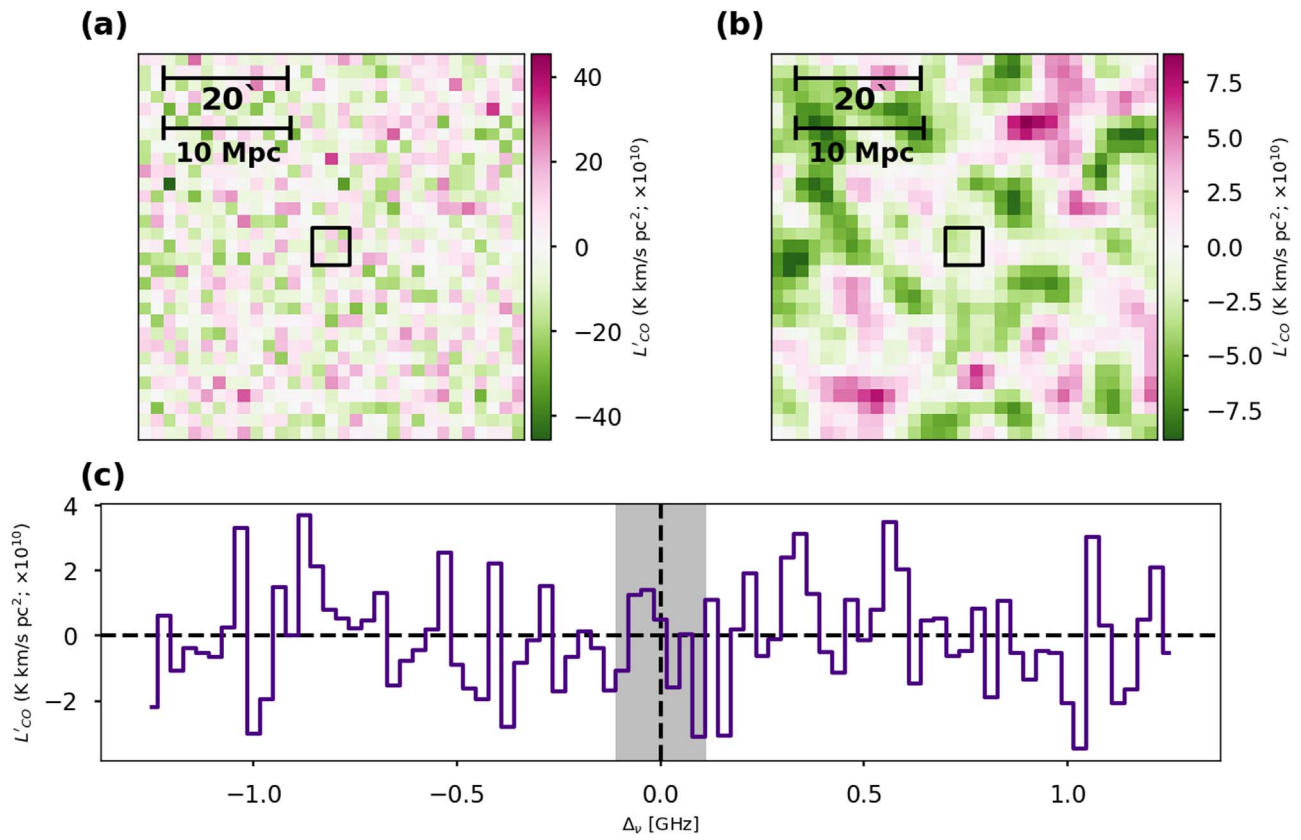 (a)
20`
10 Mpc
40
20
0
−20
−40
L′CO (K km/s pc²; ×10¹⁰)
(b)
20`
10 Mpc
7.5
5.0
2.5
0.0
−2.5
−5.0
−7.5
L′CO (K km/s pc²; ×10¹⁰)
(c)
4
2
0
−2
L′CO (K km/s pc²; ×10¹⁰)
−1.0 −0.5 0.0 0.5 1.0
Δν [GHz]